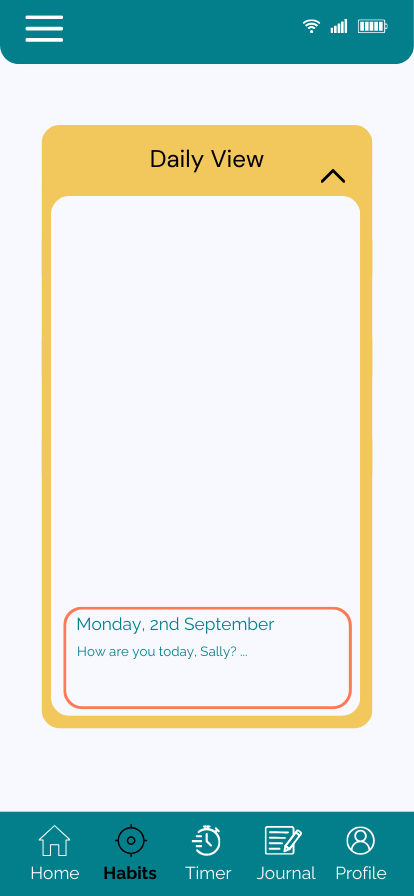 Daily View
Monday, 2nd September
How are you today, Sally? ...
Home
Habits
Timer
Journal
Profile